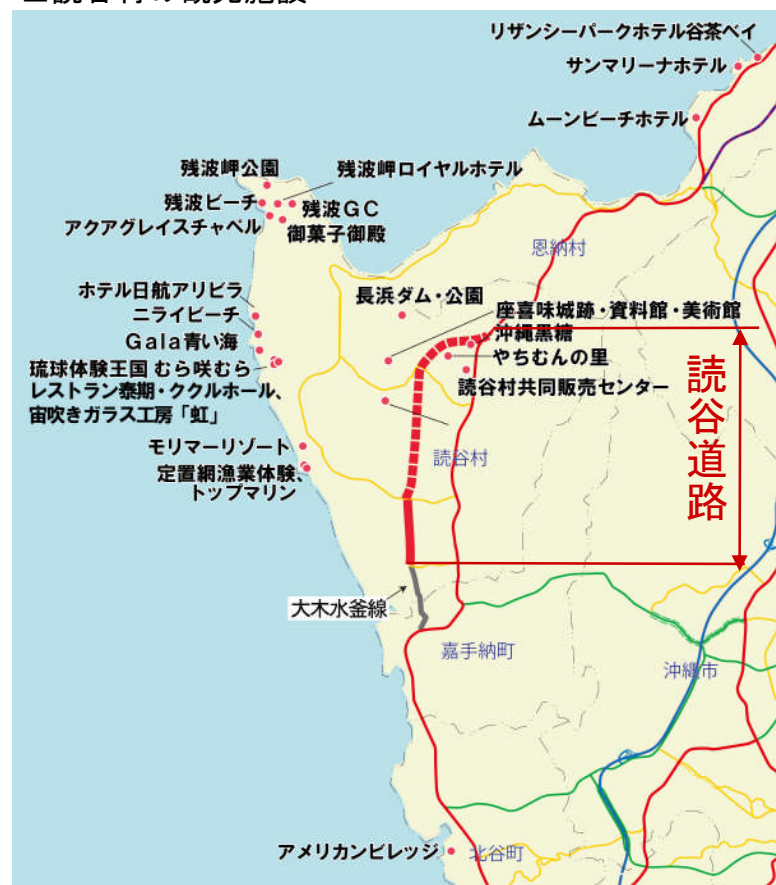 リザンシーパークホテル谷茶ベイ
サンマリーナホテル
ムーンビーチホテル
残波岬公園
残波岬ロイヤルホテル
残波ビーチ
残波GC
アクアグレイスチャペル
御菓子御殿
恩納村
ホテル日航アリビラ
長浜ダム・公園
ニライビーチ
座喜味城跡・資料館・美術館
Gala青い海
沖縄黒糖
琉球体験王国 むら咲むら
やちむんの里
レストラン泰期・ククルホール、
読谷村共同販売センター
宙吹きガラス工房「虹」
読谷道路
モリマーリゾート
読谷村
定置網漁業体験、
トップマリン
大木水釜線
嘉手納町
沖縄市
アメリカンビレッジ
北谷町